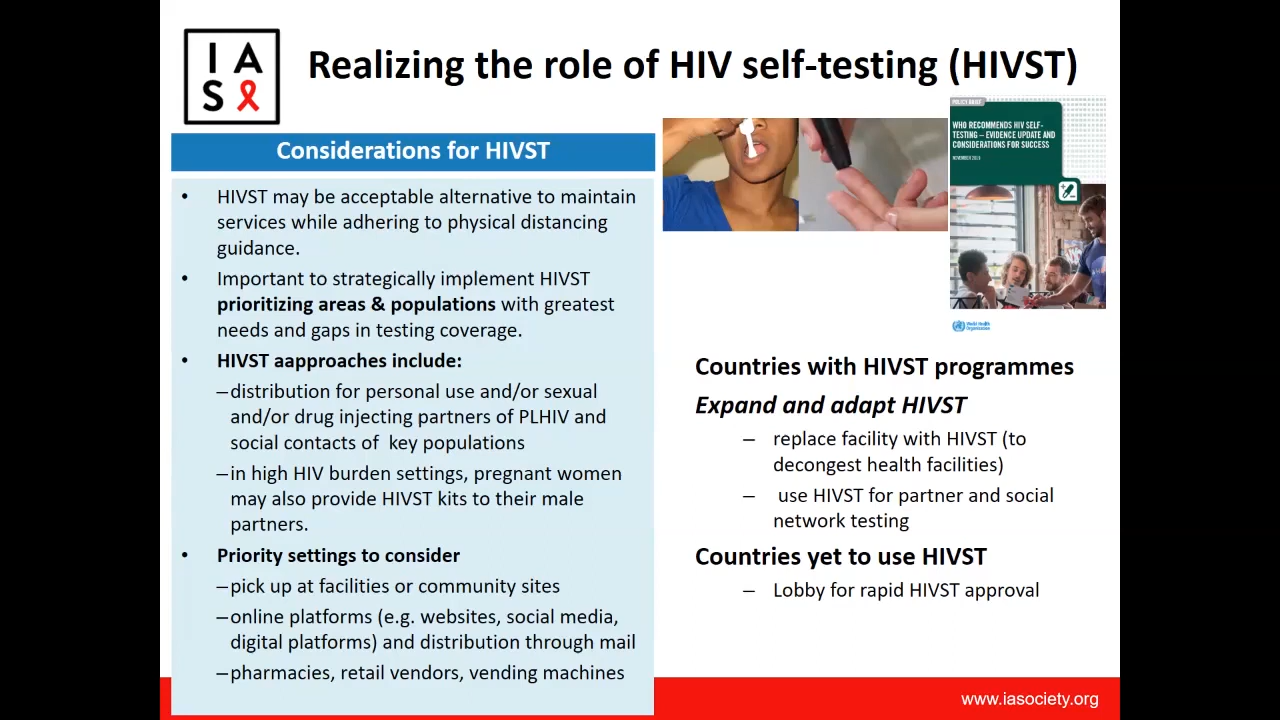 IAS
Realizing the role of HIV self-testing (HIVST)
Considerations for HIVST
• HIVST may be acceptable alternative to maintain
services while adhering to physical distancing
guidance.
• Important to strategically implement HIVST
prioritizing areas & populations with greatest
needs and gaps in testing coverage.
• HIVST aapproaches include:
–distribution for personal use and/or sexual
and/or drug injecting partners of PLHIV and
social contacts of key populations
–in high HIV burden settings, pregnant women
may also provide HIVST kits to their male
partners.
• Priority settings to consider
–pick up at facilities or community sites
–online platforms (e.g. websites, social media,
digital platforms) and distribution through mail
–pharmacies, retail vendors, vending machines
POLICY BRIEF
WHO RECOMMENDS HIV SELF-
TESTING – EVIDENCE UPDATE AND
CONSIDERATIONS FOR SUCCESS
NOVEMBER 2019
World Health
Organization
Countries with HIVST programmes
Expand and adapt HIVST
– replace facility with HIVST (to
decongest health facilities)
– use HIVST for partner and social
network testing
Countries yet to use HIVST
– Lobby for rapid HIVST approval
www.iasociety.org